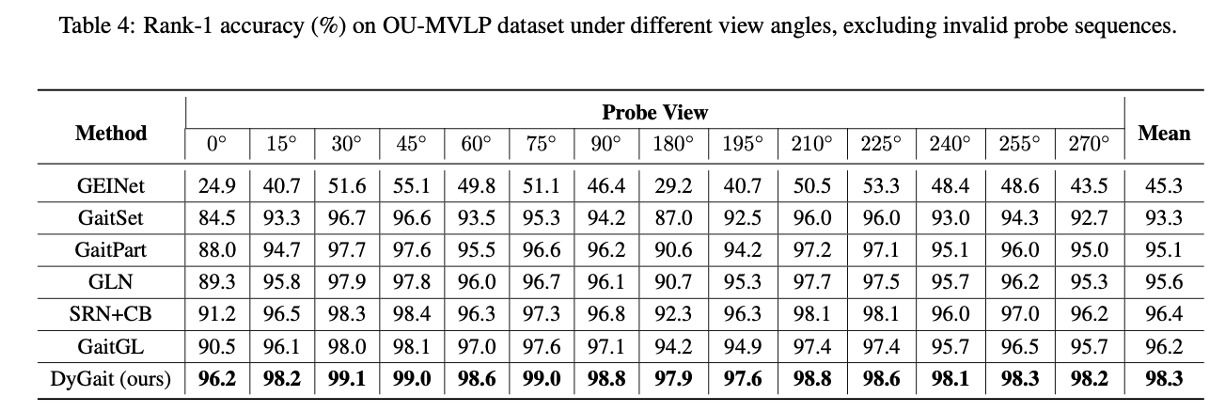 Table 4: Rank-1 accuracy (%) on OU-MVLP dataset under different view angles, excluding invalid probe sequences.
Method Probe View Mean
0° 15° 30° 45° 60° 75° 90° 180° 195° 210° 225° 240° 255° 270°
GEINet 24.9 40.7 51.6 55.1 49.8 51.1 46.4 29.2 40.7 50.5 53.3 48.4 48.6 43.5 45.3
GaitSet 84.5 93.3 96.7 96.6 93.5 95.3 94.2 87.0 92.5 96.0 96.0 93.0 94.3 92.7 93.3
GaitPart 88.0 94.7 97.7 97.6 95.5 96.6 96.2 90.6 94.2 97.2 97.1 95.1 96.0 95.0 95.1
GLN 89.3 95.8 97.9 97.8 96.0 96.7 96.1 90.7 95.3 97.7 97.5 95.7 96.2 95.3 95.6
SRN+CB 91.2 96.5 98.3 98.4 96.3 97.3 96.8 92.3 96.3 98.1 98.1 96.0 97.0 96.2 96.4
GaitGL 90.5 96.1 98.0 98.1 97.0 97.6 97.1 94.2 94.9 97.4 97.4 95.7 96.5 95.7 96.2
DyGait (ours) 96.2 98.2 99.1 99.0 98.6 99.0 98.8 97.9 97.6 98.8 98.6 98.1 98.3 98.2 98.3